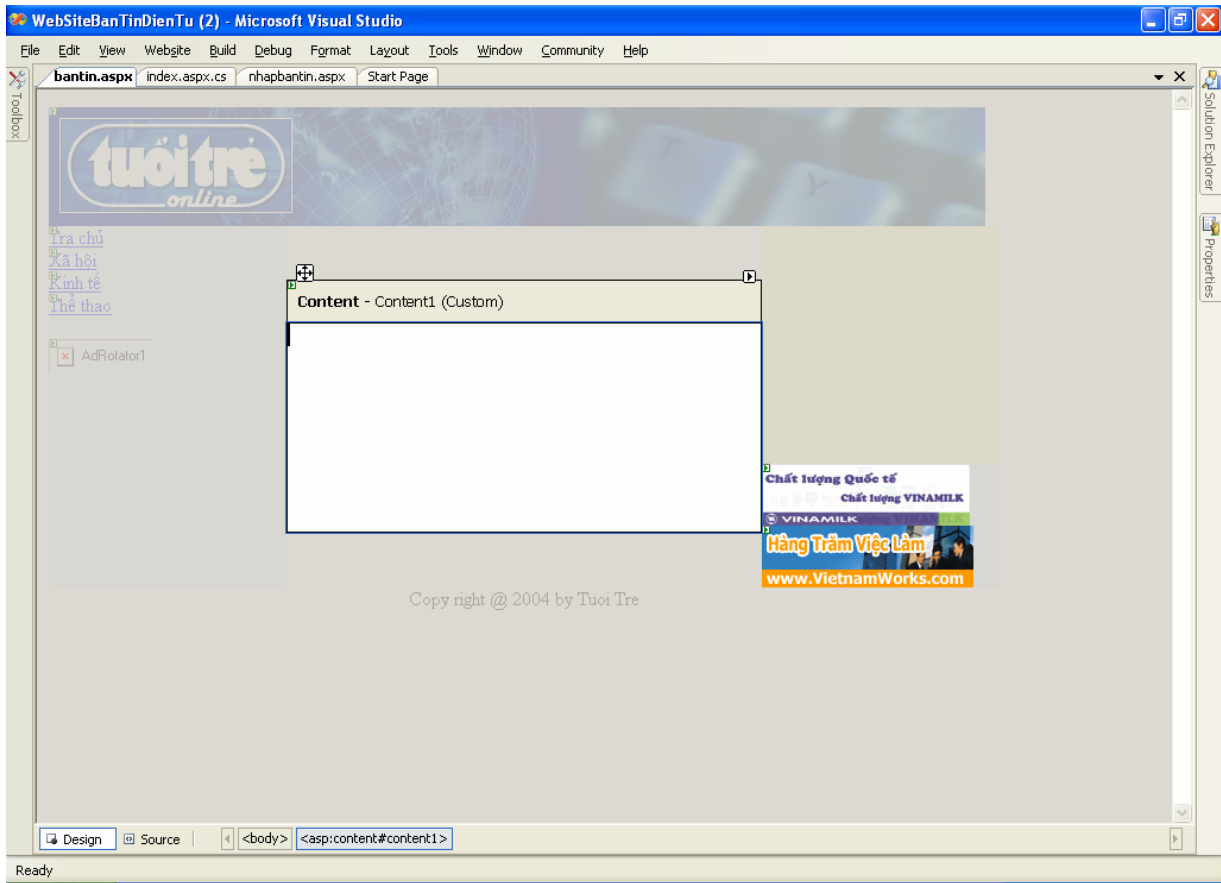 WebSiteBanTinDienTu (2) - Microsoft Visual Studio
File Edit View Website Build Debug Format Layout Tools Window Community Help
bantin.aspx index.aspx.cs nhapbantin.aspx Start Page
Toolbox
Solution Explorer
Properties
tuổi trẻ
online
Tra chủ
Xã hội
Kinh tế
Thể thao
AdRotator1
Content - Content1 (Custom)
Chất lượng Quốc tế
Chất lượng VINAMILK
VINAMILK
Hàng Trăm Việc Làm
www.VietnamWorks.com
Copy right @ 2004 by Tuoi Tre
Design Source <body> <asp:content#content1>
Ready